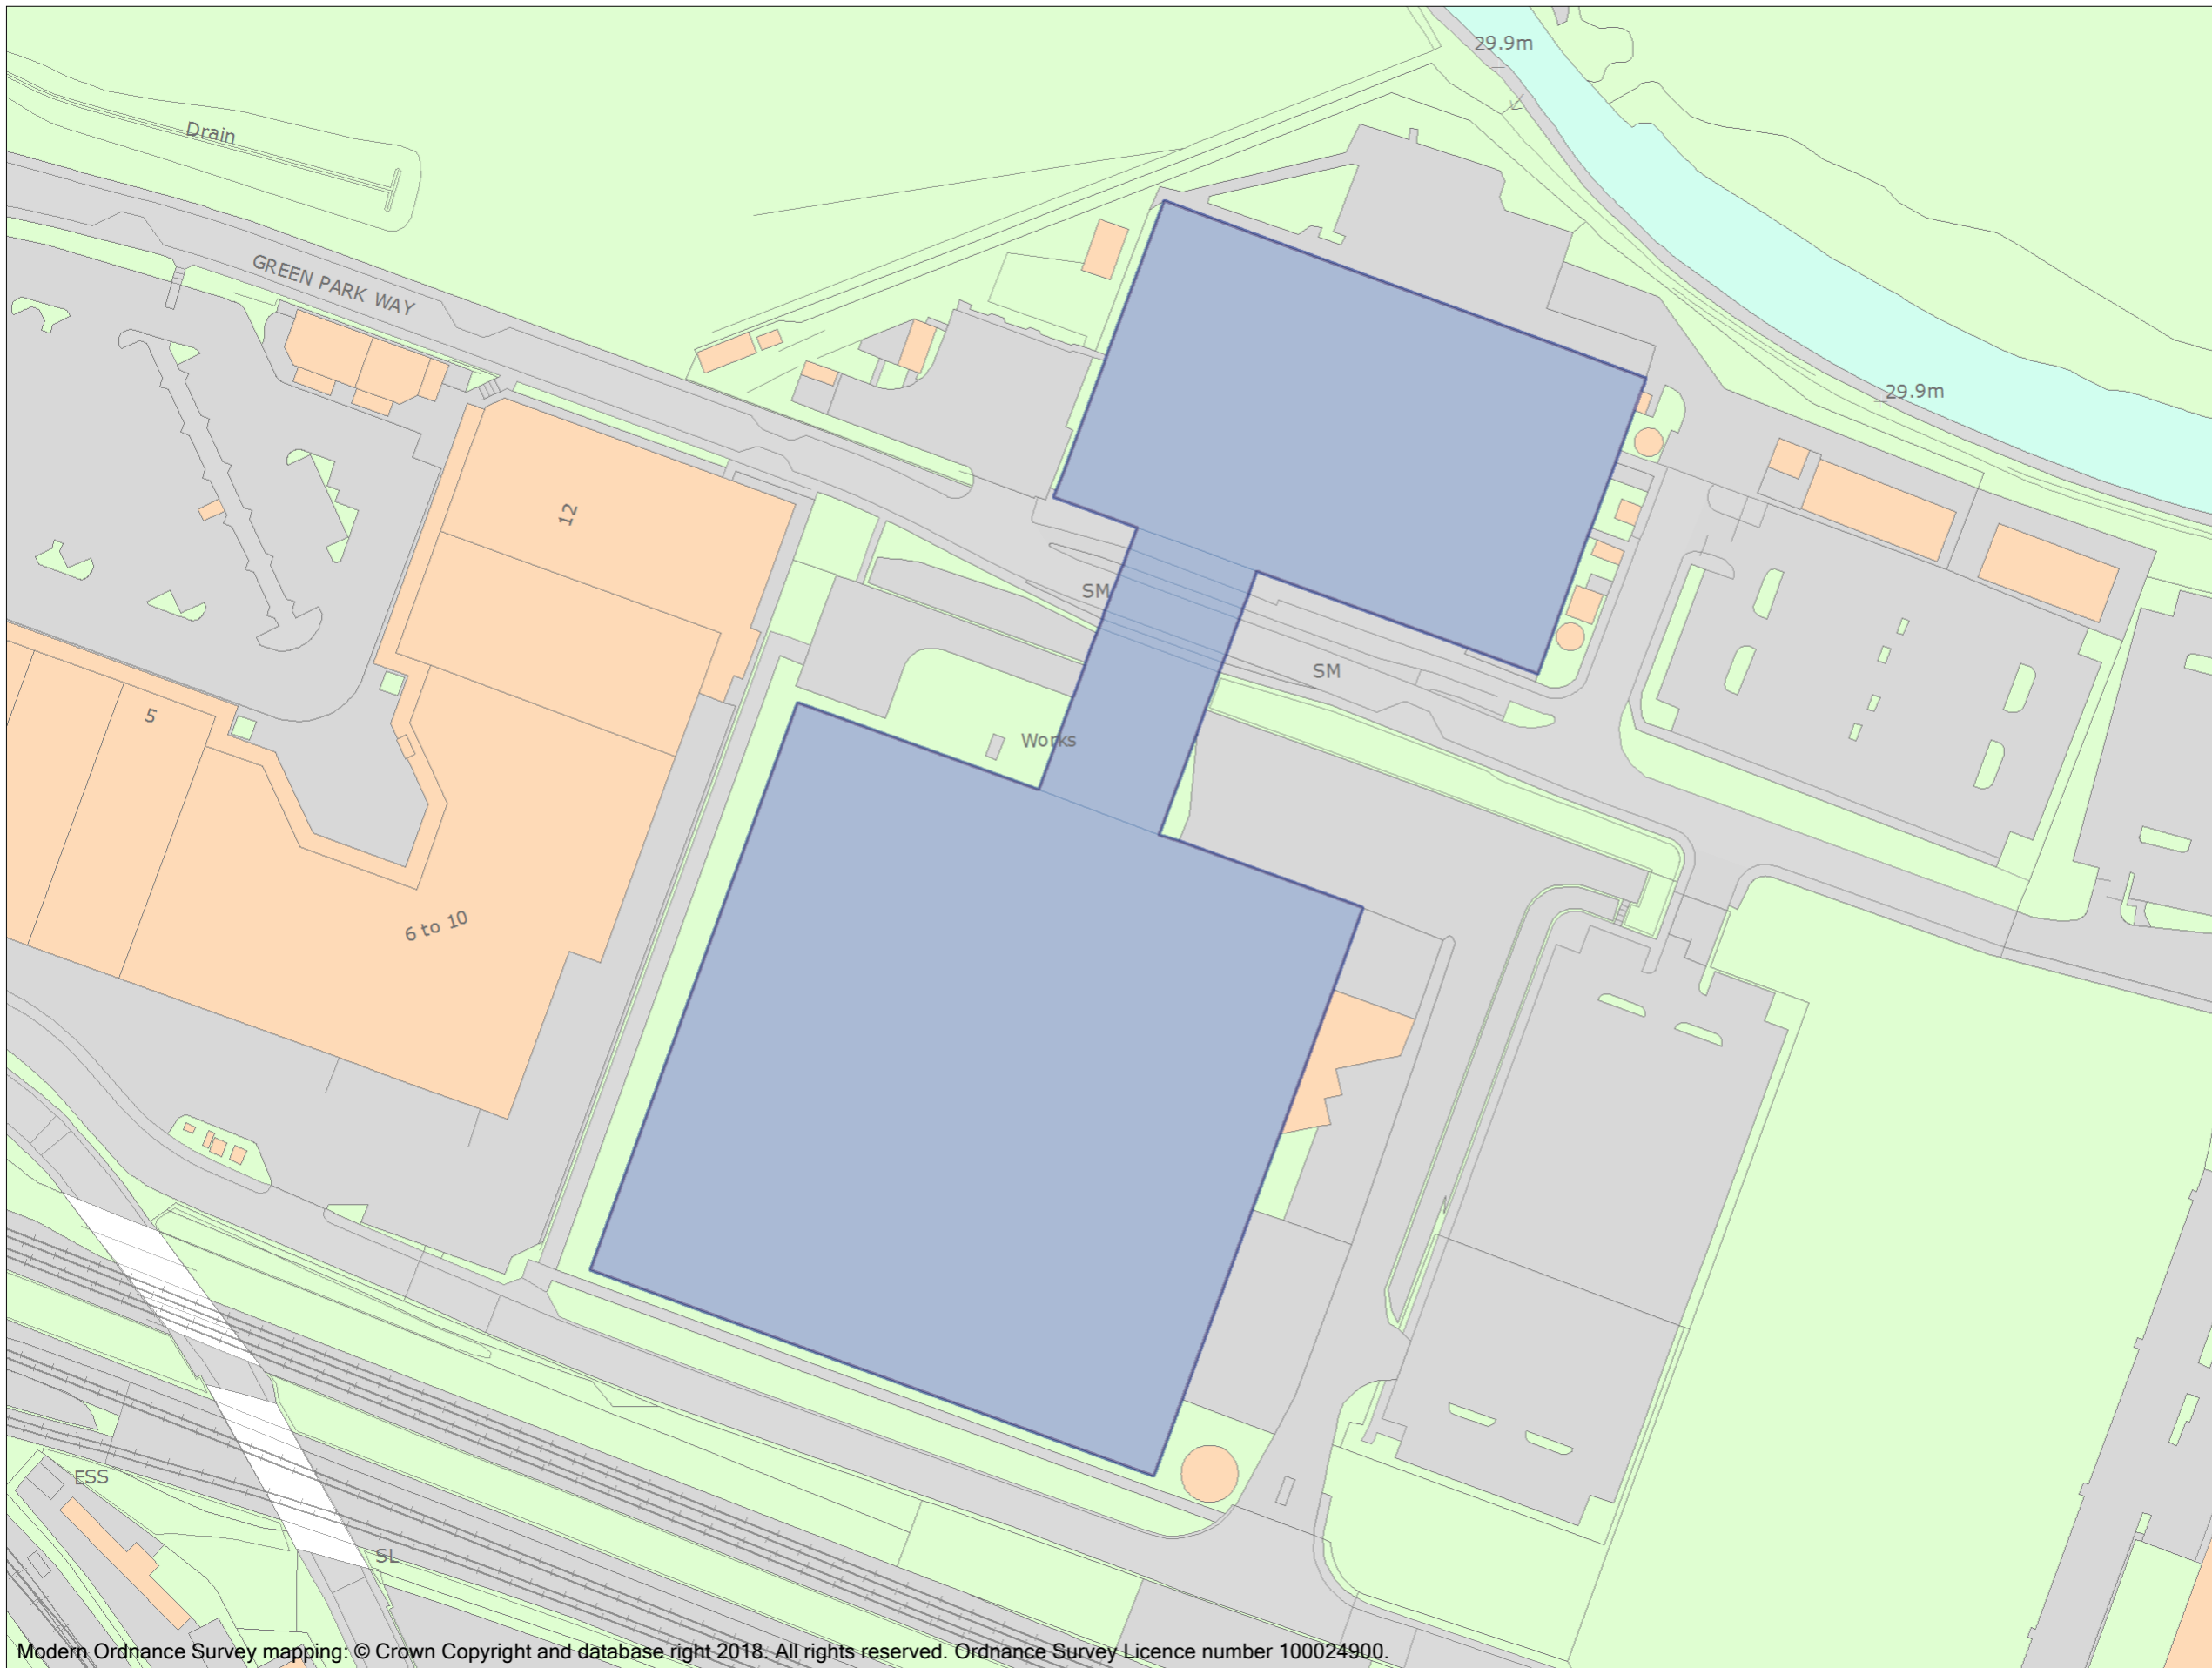 29.9m
Drain
GREEN PARK WAY
29.9m
12
SM
SM
5
Works
6 to 10
ESS
SL
Modern Ordnance Survey mapping: © Crown Copyright and database right 2018. All rights reserved. Ordnance Survey Licence number 100024900.